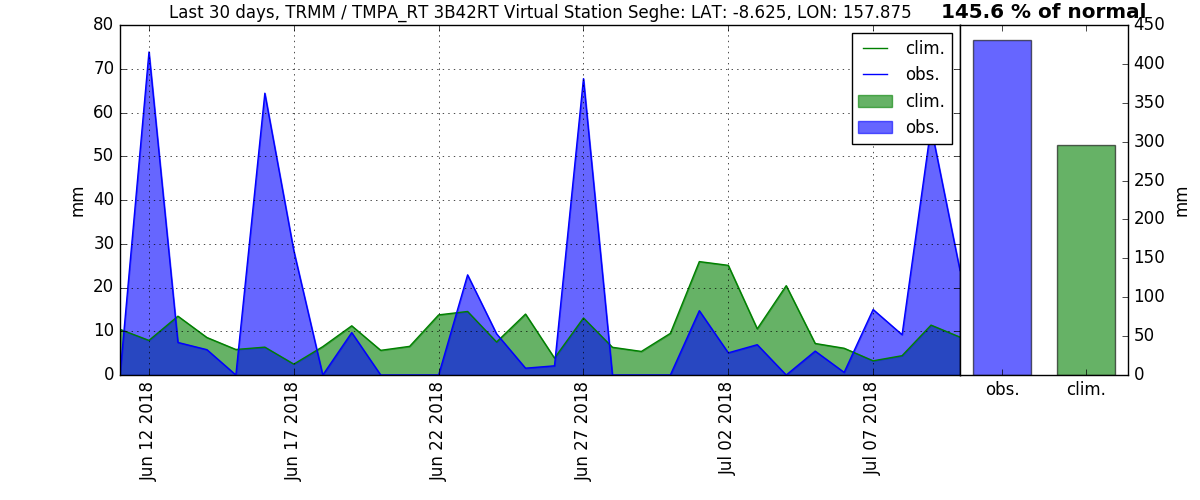 Last 30 days, TRMM / TMPA_RT 3B42RT Virtual Station Seghe: LAT: -8.625, LON: 157.875
145.6 % of normal
80
70
60
50
40
30
20
10
0
mm
clim.
obs.
clim.
obs.
450
400
350
300
250
200
150
100
50
0
mm
Jun 12 2018
Jun 17 2018
Jun 22 2018
Jun 27 2018
Jul 02 2018
Jul 07 2018
obs.
clim.